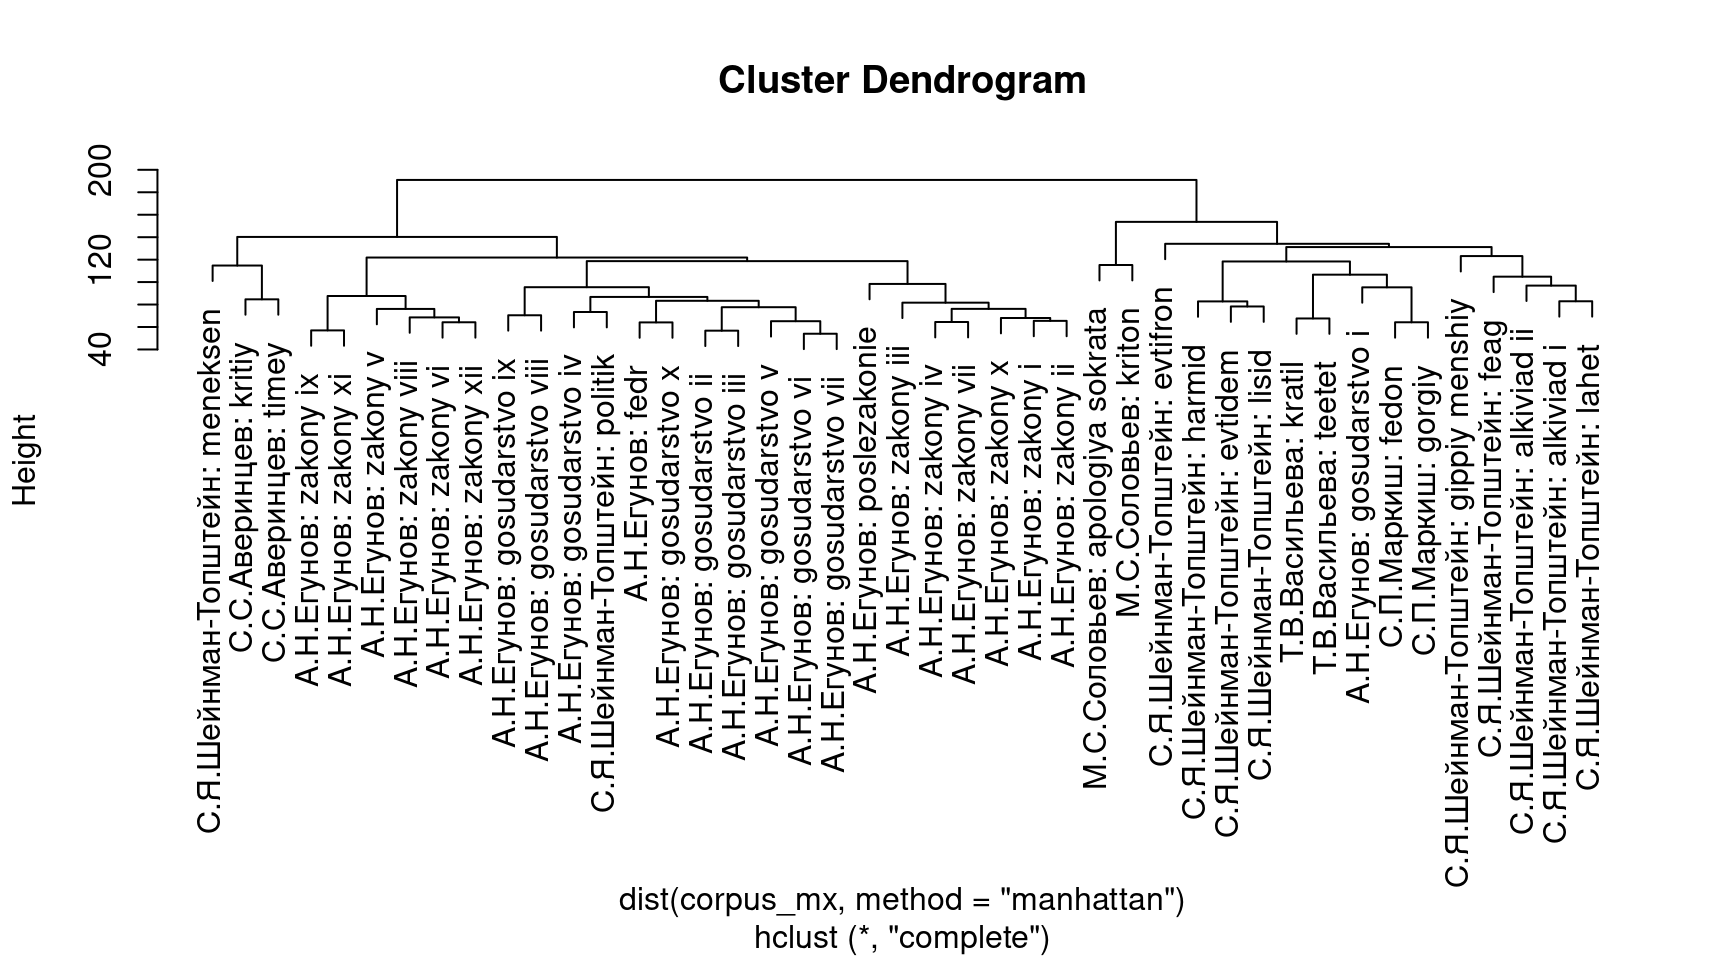 Cluster Dendrogram
Height
200
120
40
С.Я.Шейнман-Топштейн: meneksen
С.С.Аверинцев: kritiy
С.С.Аверинцев: timey
А.Н.Егунов: zakony ix
А.Н.Егунов: zakony xi
А.Н.Егунов: zakony v
А.Н.Егунов: zakony viii
А.Н.Егунов: zakony vi
А.Н.Егунов: zakony xii
А.Н.Егунов: gosudarstvo ix
А.Н.Егунов: gosudarstvo viii
А.Н.Егунов: gosudarstvo iv
С.Я.Шейнман-Топштейн: politik
А.Н.Егунов: fedr
А.Н.Егунов: gosudarstvo x
А.Н.Егунов: gosudarstvo ii
А.Н.Егунов: gosudarstvo iii
А.Н.Егунов: gosudarstvo v
А.Н.Егунов: gosudarstvo vi
А.Н.Егунов: gosudarstvo vii
А.Н.Егунов: poslezakonie
А.Н.Егунов: zakony iii
А.Н.Егунов: zakony iv
А.Н.Егунов: zakony vii
А.Н.Егунов: zakony x
А.Н.Егунов: zakony i
А.Н.Егунов: zakony ii
М.С.Соловьев: apologiya sokrata
М.С.Соловьев: kriton
С.Я.Шейнман-Топштейн: evtifron
С.Я.Шейнман-Топштейн: harmid
С.Я.Шейнман-Топштейн: evtidem
С.Я.Шейнман-Топштейн: lisid
Т.В.Васильева: kratil
Т.В.Васильева: teetet
А.Н.Егунов: gosudarstvo i
С.П.Маркиш: fedon
С.П.Маркиш: gorgiy
С.Я.Шейнман-Топштейн: gippiy menshiy
С.Я.Шейнман-Топштейн: feag
С.Я.Шейнман-Топштейн: alkiviad ii
С.Я.Шейнман-Топштейн: alkiviad i
С.Я.Шейнман-Топштейн: lahet
dist(corpus_mx, method = "manhattan")
hclust (*, "complete")